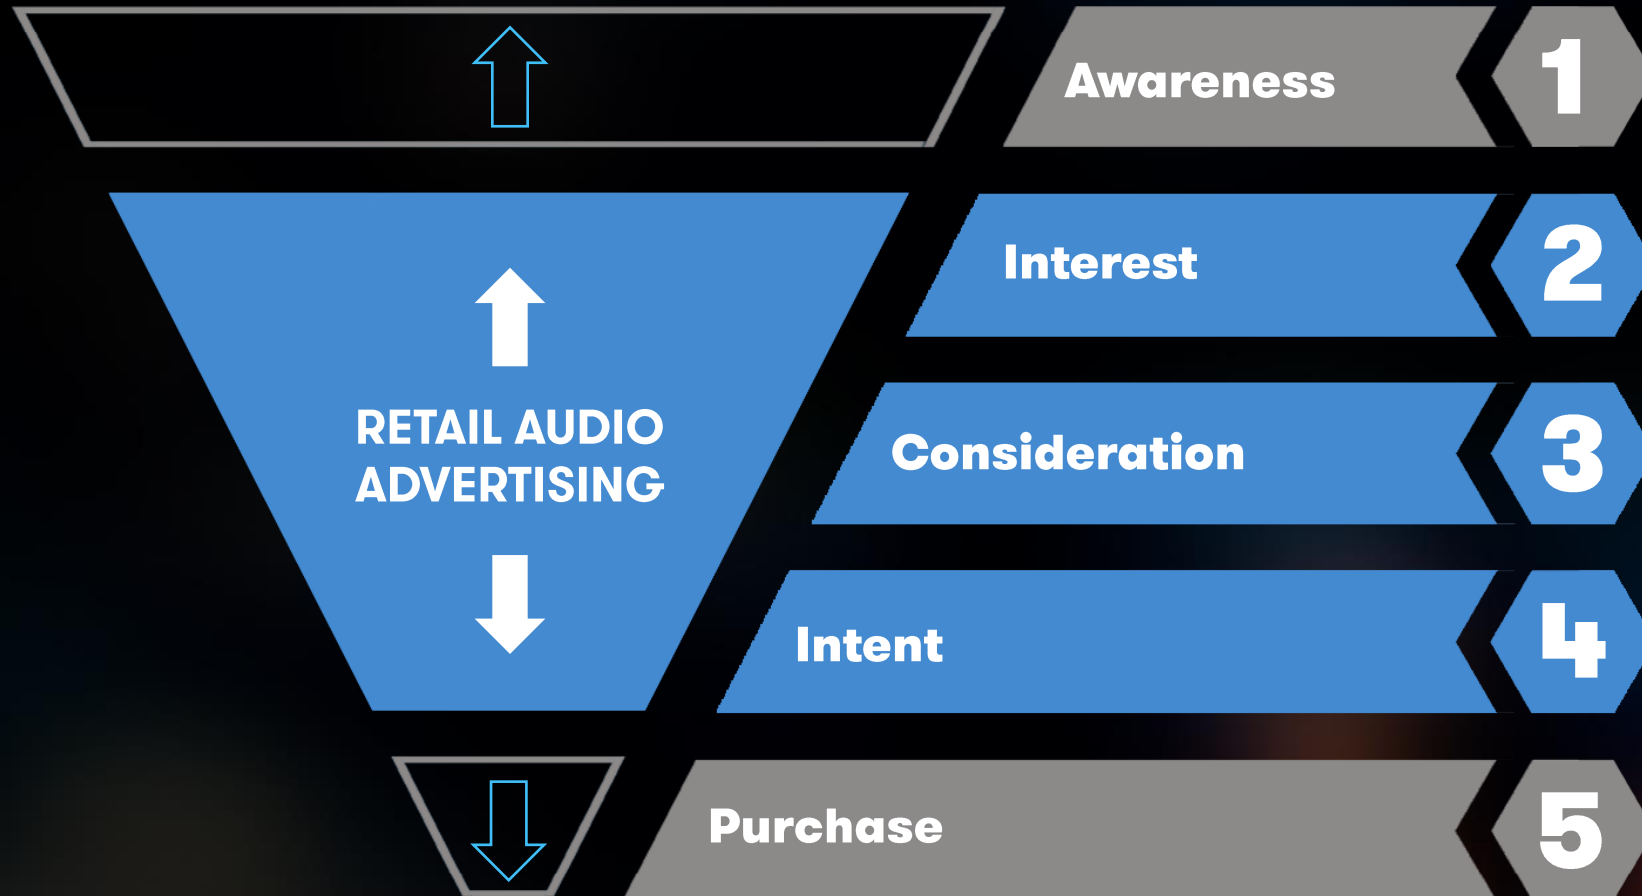 Awareness
1
Interest
2
RETAIL AUDIO
ADVERTISING
Consideration
3
Intent
4
Purchase
5